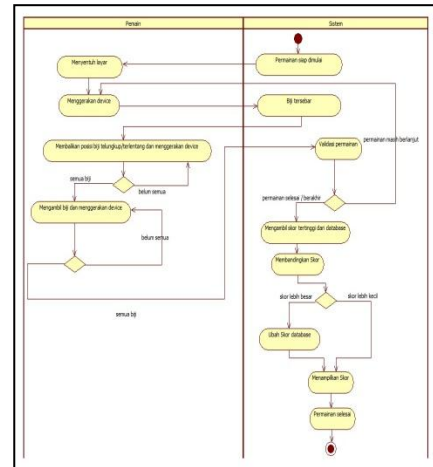 Pemain
Sistem
Permainan siap dimulai
Menyentuh layar
Menggerakan device
Biji tersebar
Membalikan posisi biji telungkup/terlentang dan menggerakan device
Validasi permainan
permainan masih berlanjut
semua biji
belum semua
permainan selesai / berakhir
Mengambil biji dan menggerakan device
belum semua
Mengambil skor tertinggi dari database
Membandingkan Skor
semua biji
skor lebih besar
skor lebih kecil
Ubah Skor database
Menampilkan Skor
Permainan selesai